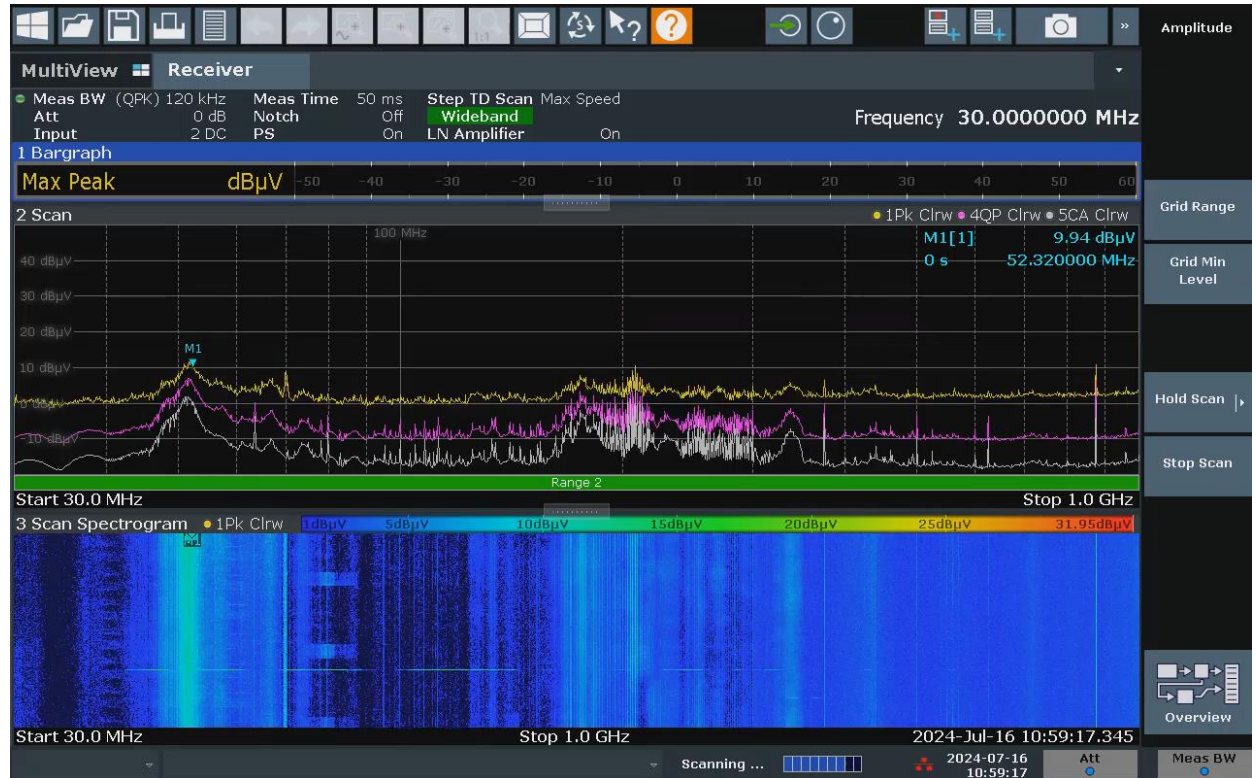 1:1
»
Amplitude
MultiView
Receiver
Meas BW (QPK) 120 kHz Meas Time 50 ms Step TD Scan Max Speed
Att 0 dB Notch Off Wideband
Input 2 DC PS On LN Amplifier On
Frequency 30.0000000 MHz
1 Bargraph
Max Peak dBµV -50 -40 -30 -20 -10 0 10 20 30 40 50 60
2 Scan 1Pk Clrw 4QP Clrw 5CA Clrw
100 MHz
M1[1] 9.94 dBµV
0 s 52.320000 MHz
40 dBµV
30 dBµV
20 dBµV
M1
10 dBµV
0 dBµV
-10 dBµV
Range 2
Start 30.0 MHz Stop 1.0 GHz
3 Scan Spectrogram 1Pk Clrw 1dBµV 5dBµV 10dBµV 15dBµV 20dBµV 25dBµV 31.95dBµV
M1
Start 30.0 MHz Stop 1.0 GHz 2024-Jul-16 10:59:17.345
Scanning ... 2024-07-16
10:59:17
Att
Meas BW
Grid Range
Grid Min
Level
Hold Scan
Stop Scan
Overview